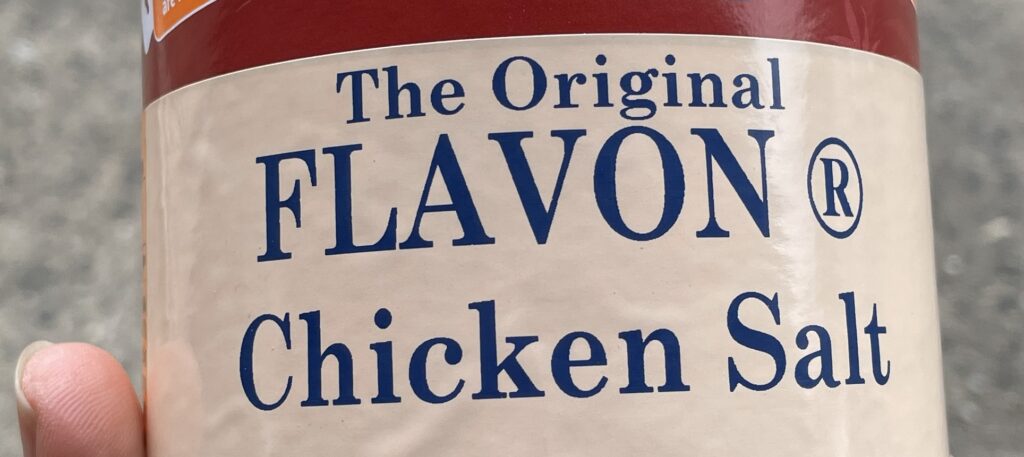 The Original
FLAVON ®
Chicken Salt